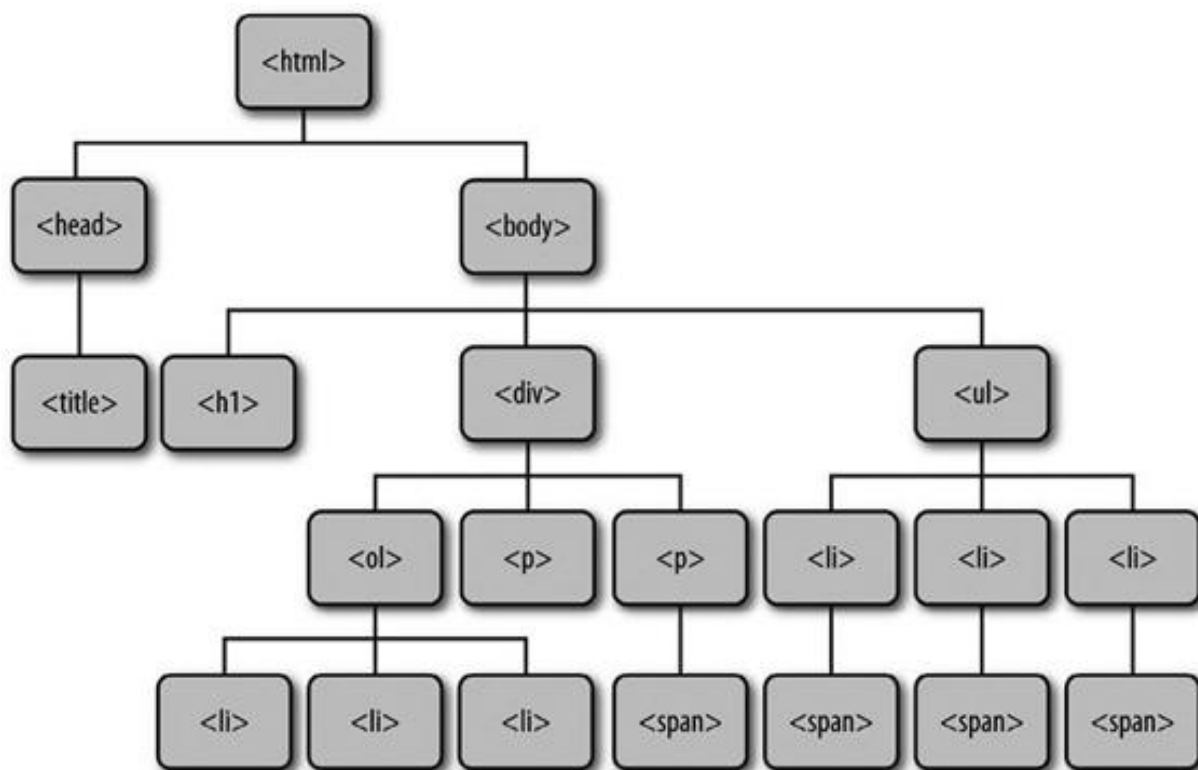 <html>
<head>
<body>
<title>
<h1>
<div>
<ul>
<ol>
<p>
<p>
<li>
<li>
<li>
<li>
<li>
<li>
<span>
<span>
<span>
<span>